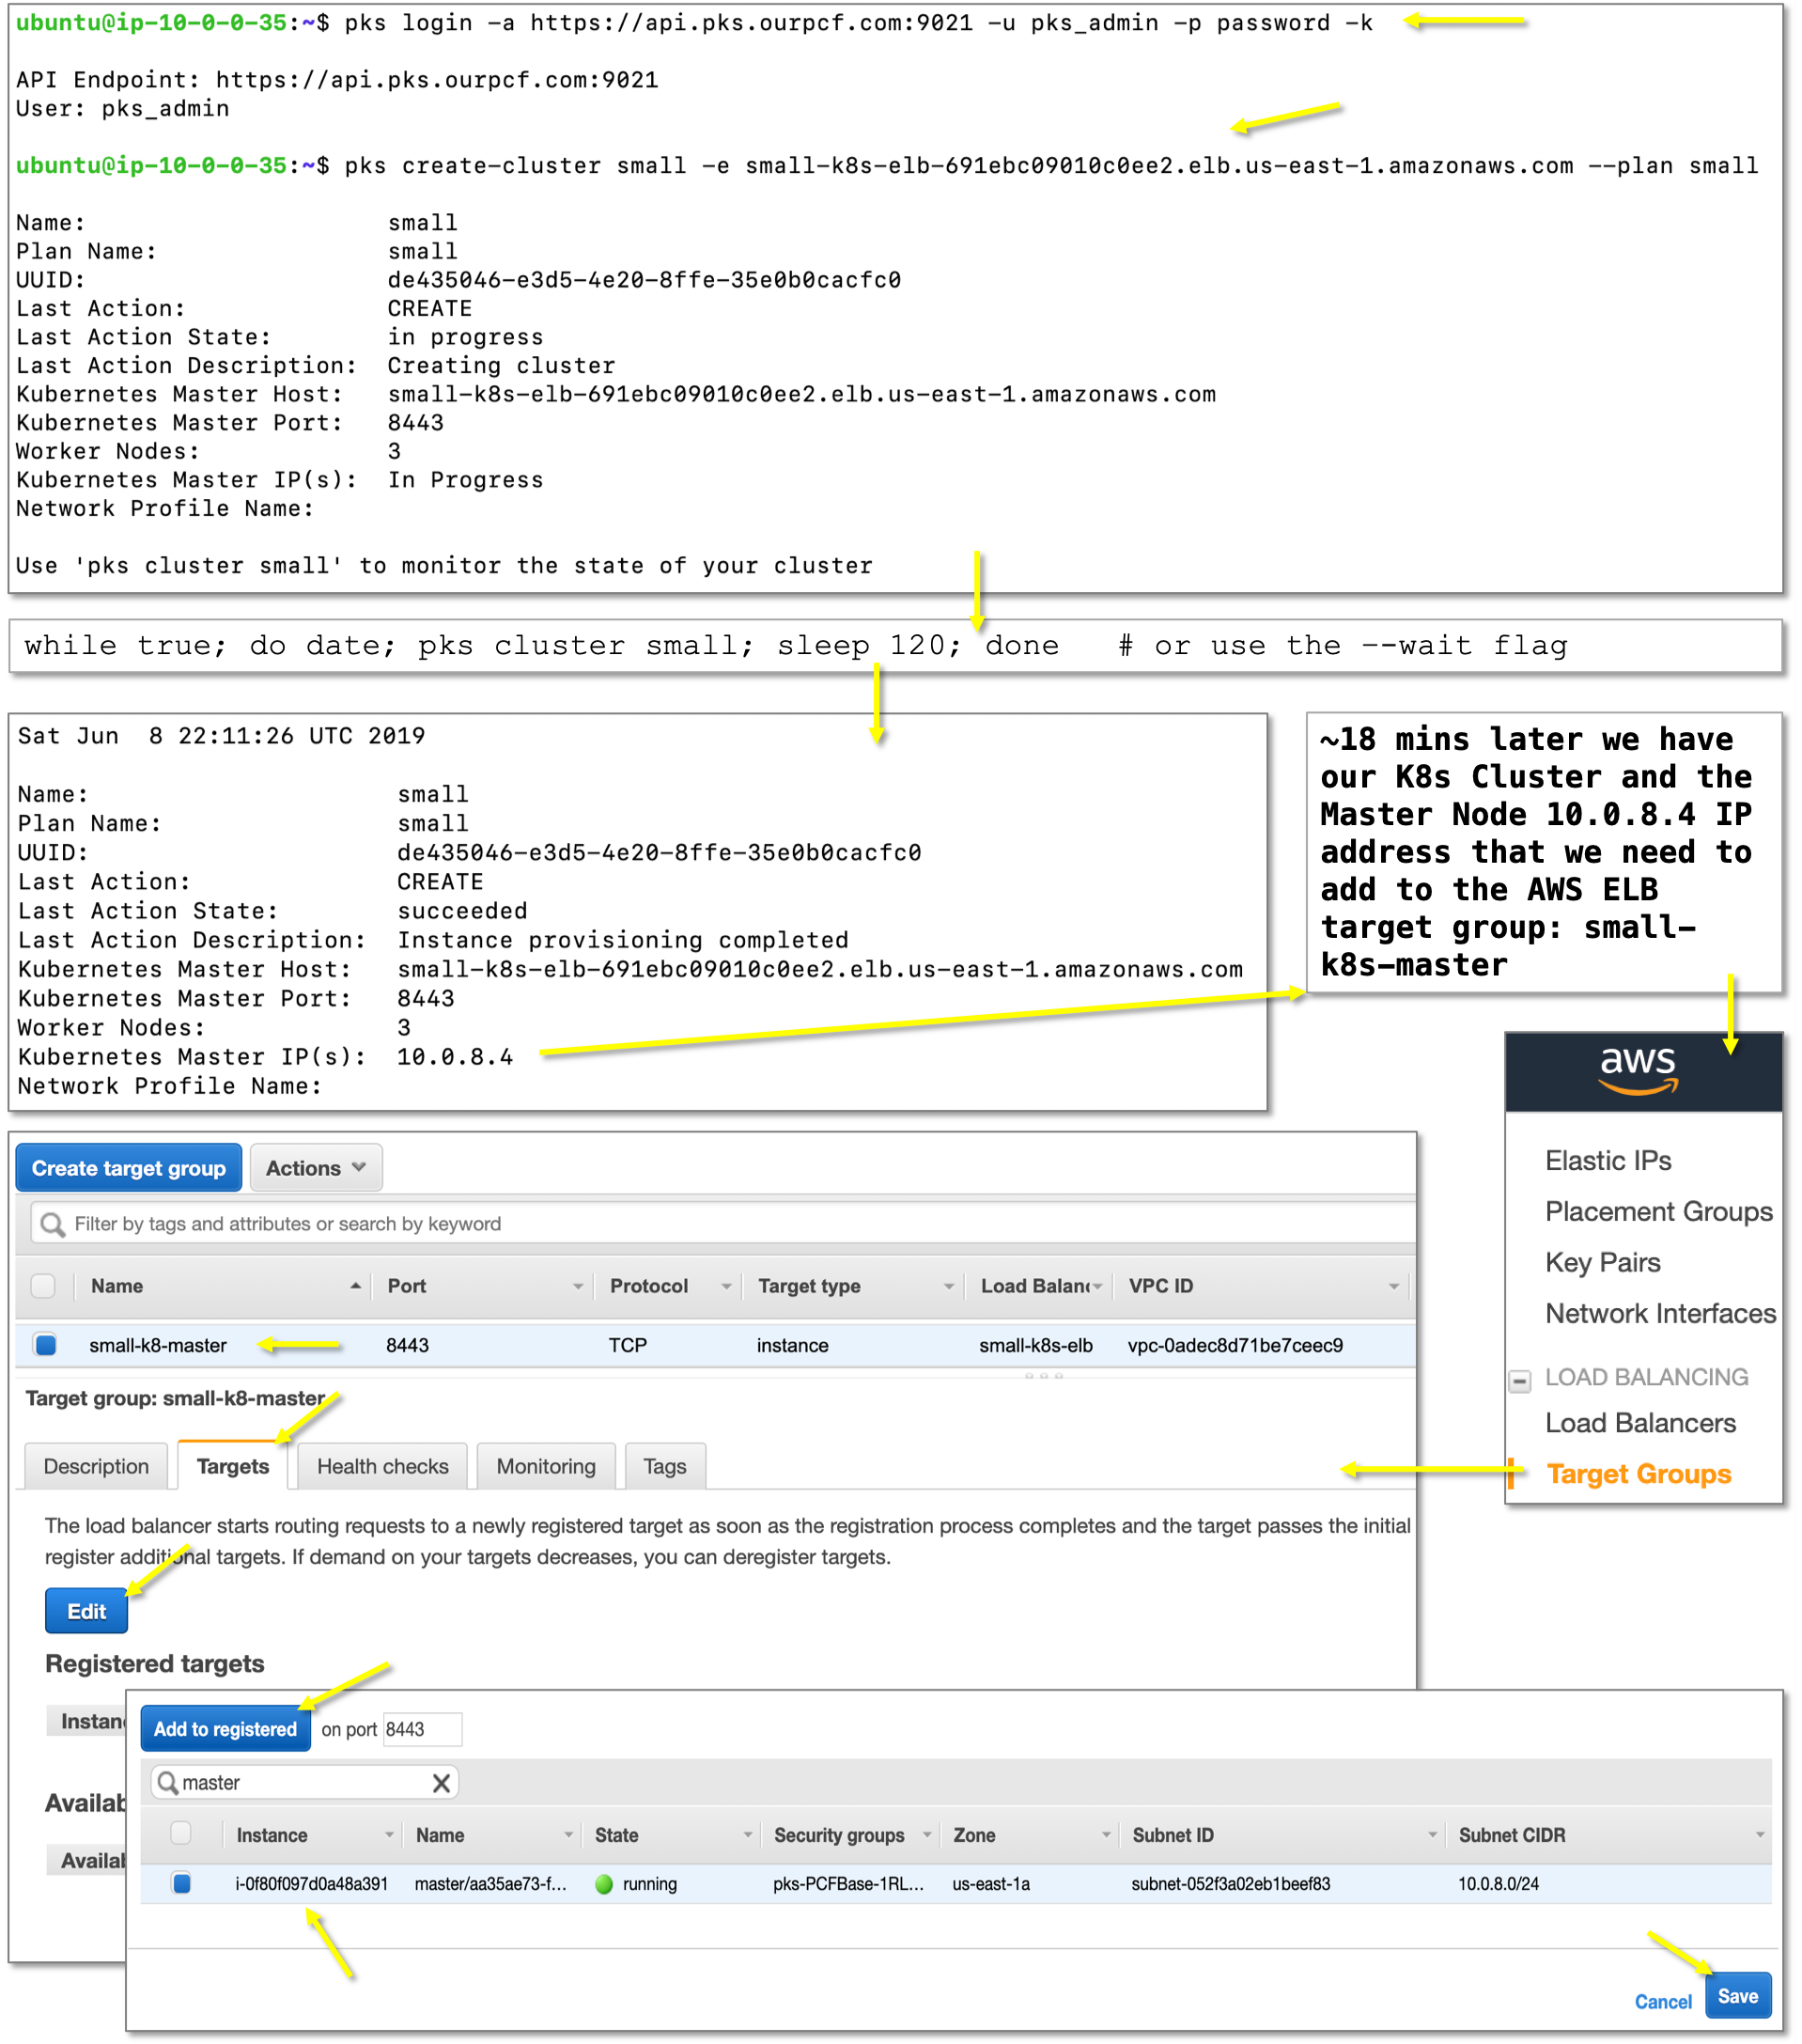 ubuntu@ip-10-0-0-35:~$ pks login -a https://api.pks.ourpcf.com:9021 -u pks_admin -p password -k
API Endpoint: https://api.pks.ourpcf.com:9021
User: pks_admin
ubuntu@ip-10-0-0-35:~$ pks create-cluster small -e small-k8s-elb-691ebc09010c0ee2.elb.us-east-1.amazonaws.com --plan small
Name: small
Plan Name: small
UUID: de435046-e3d5-4e20-8ffe-35e0b0cacfc0
Last Action: CREATE
Last Action State: in progress
Last Action Description: Creating cluster
Kubernetes Master Host: small-k8s-elb-691ebc09010c0ee2.elb.us-east-1.amazonaws.com
Kubernetes Master Port: 8443
Worker Nodes: 3
Kubernetes Master IP(s): In Progress
Network Profile Name:
Use 'pks cluster small' to monitor the state of your cluster
while true; do date; pks cluster small; sleep 120; done # or use the --wait flag
Sat Jun 8 22:11:26 UTC 2019
Name: small
Plan Name: small
UUID: de435046-e3d5-4e20-8ffe-35e0b0cacfc0
Last Action: CREATE
Last Action State: succeeded
Last Action Description: Instance provisioning completed
Kubernetes Master Host: small-k8s-elb-691ebc09010c0ee2.elb.us-east-1.amazonaws.com
Kubernetes Master Port: 8443
Worker Nodes: 3
Kubernetes Master IP(s): 10.0.8.4
Network Profile Name:
~18 mins later we have
our K8s Cluster and the
Master Node 10.0.8.4 IP
address that we need to
add to the AWS ELB
target group: small-
k8s-master
aws
Elastic IPs
Placement Groups
Key Pairs
Network Interfaces
LOAD BALANCING
Load Balancers
Target Groups
Create target group Actions
Filter by tags and attributes or search by keyword
Name Port Protocol Target type Load Balanc VPC ID
small-k8-master 8443 TCP instance small-k8s-elb vpc-0adec8d71be7ceec9
Target group: small-k8-master
Description Targets Health checks Monitoring Tags
The load balancer starts routing requests to a newly registered target as soon as the registration process completes and the target passes the initial
register additional targets. If demand on your targets decreases, you can deregister targets.
Edit
Registered targets
Instan
Availab
Availal
Add to registered on port 8443
master
Instance Name State Security groups Zone Subnet ID Subnet CIDR
i-0f80f097d0a48a391 master/aa35ae73-f... running pks-PCFBase-1RL... us-east-1a subnet-052f3a02eb1beef83 10.0.8.0/24
Cancel Save